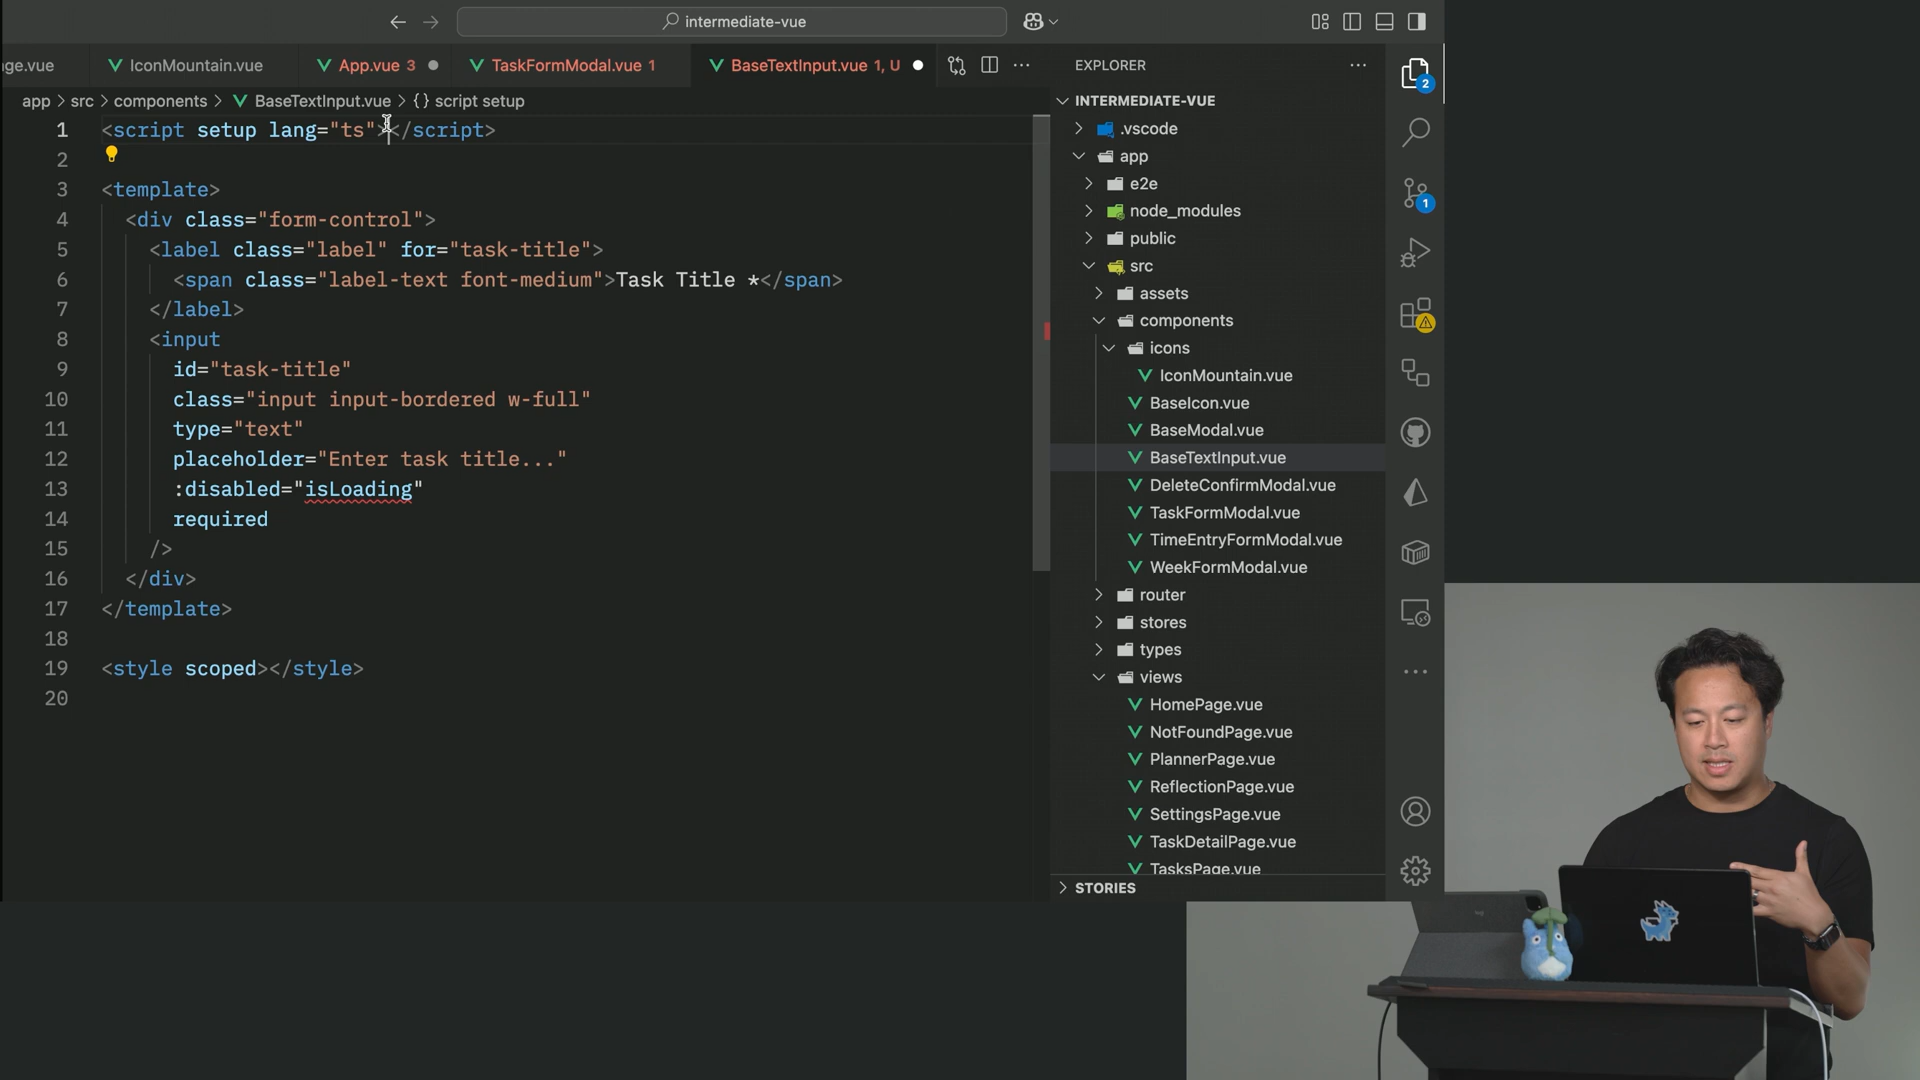 intermediate-vue
ge.vue
IconMountain.vue
App.vue 3
TaskFormModal.vue 1
BaseTextInput.vue 1, U
app > src > components > BaseTextInput.vue > {} script setup
1 <script setup lang="ts"></script>
2
3 <template>
4 <div class="form-control">
5 <label class="label" for="task-title">
6 <span class="label-text font-medium">Task Title *</span>
7 </label>
8 <input
9 id="task-title"
10 class="input input-bordered w-full"
11 type="text"
12 placeholder="Enter task title..."
13 :disabled="isLoading"
14 required
15 />
16 </div>
17 </template>
18
19 <style scoped></style>
20
EXPLORER
INTERMEDIATE-VUE
.vscode
app
e2e
node_modules
public
src
assets
components
icons
IconMountain.vue
BaseIcon.vue
BaseModal.vue
BaseTextInput.vue
DeleteConfirmModal.vue
TaskFormModal.vue
TimeEntryFormModal.vue
WeekFormModal.vue
router
stores
types
views
HomePage.vue
NotFoundPage.vue
PlannerPage.vue
ReflectionPage.vue
SettingsPage.vue
TaskDetailPage.vue
TasksPage.vue
STORIES
2
1